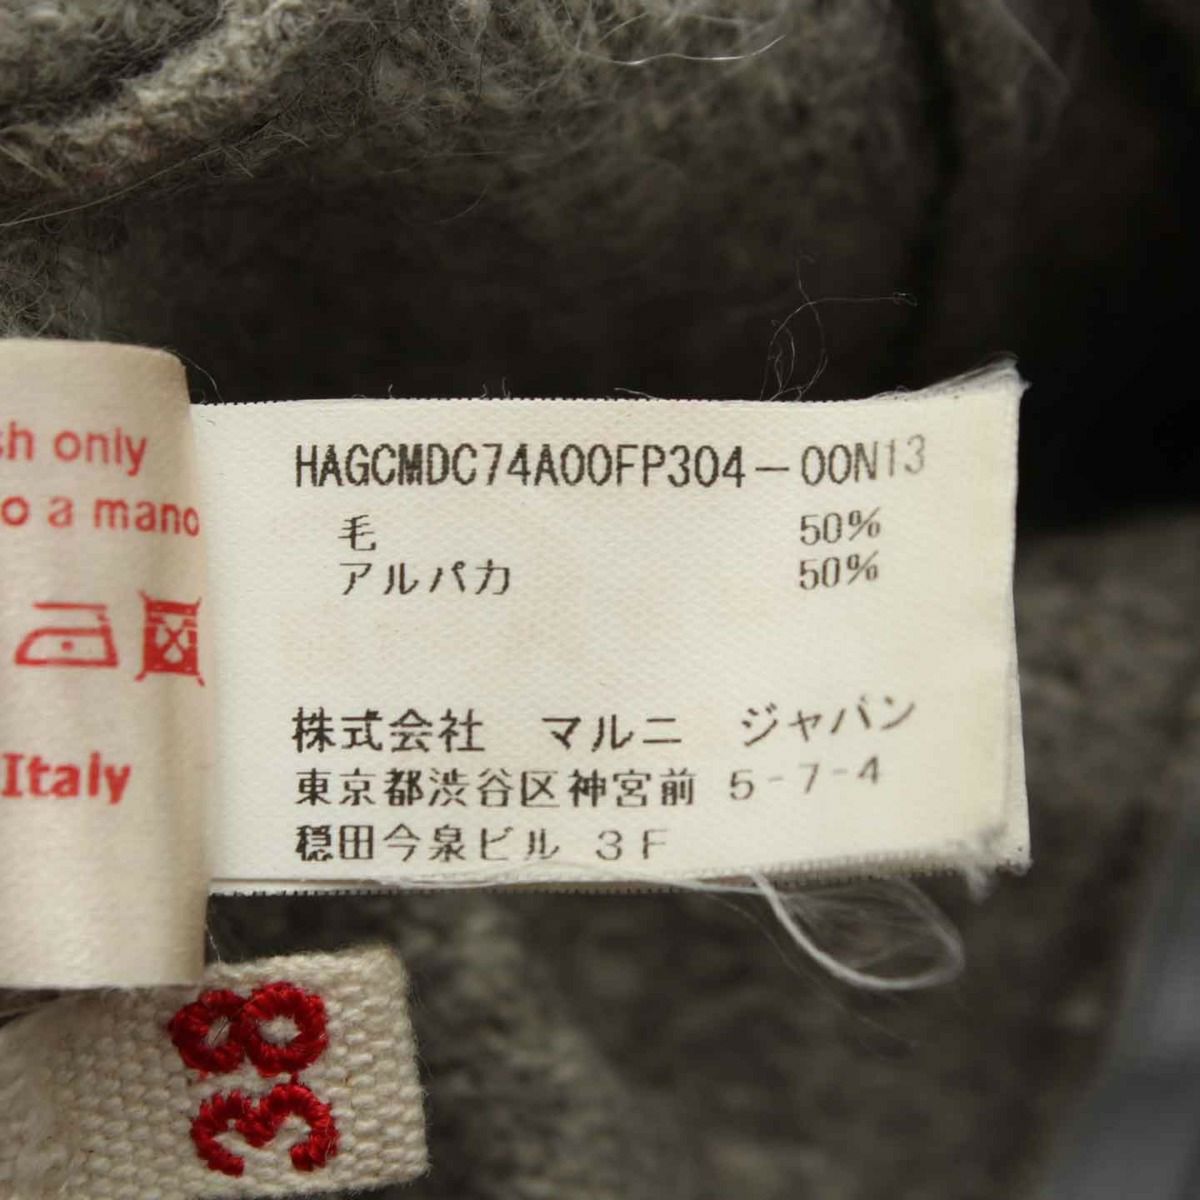 sh only
o a mano
Italy
HAGCMDC74A00FP304-00N13
毛 50%
アルパカ 50%
株式会社 マルニ ジャパン
東京都渋谷区神宮前 5-7-4
穏田今泉ビル 3F
38